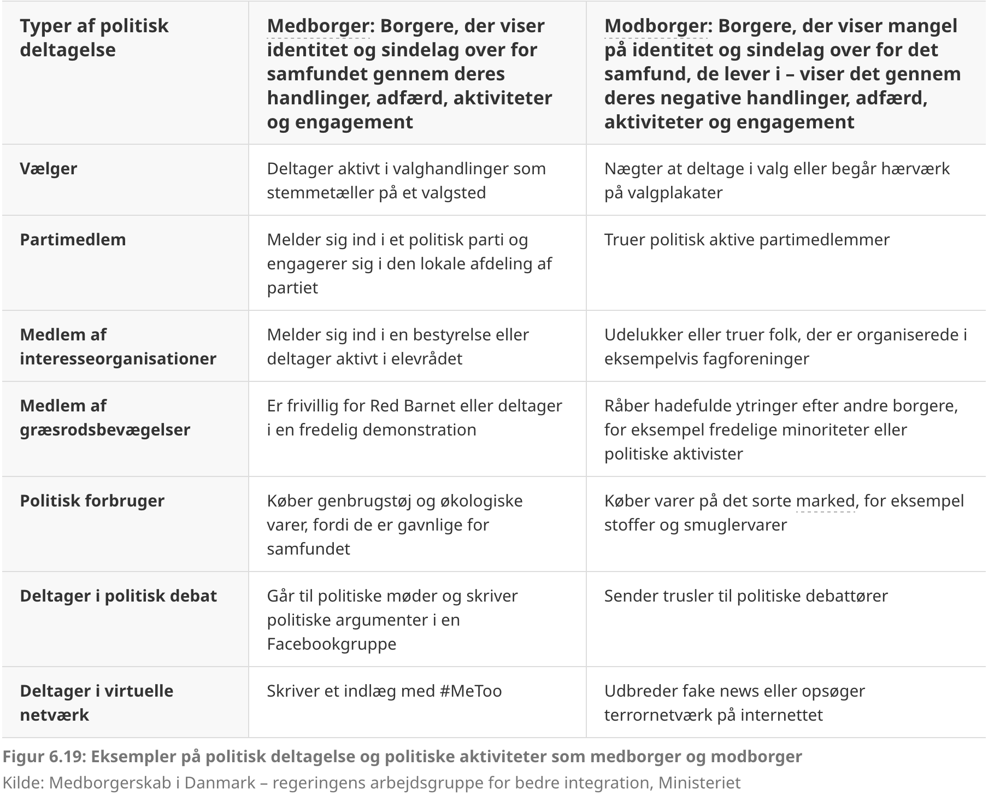 Typer af politisk
deltagelse
Medborger: Borgere, der viser
identitet og sindelag over for
samfundet gennem deres
handlinger, adfærd, aktiviteter
og engagement
Modborger: Borgere, der viser mangel
på identitet og sindelag over for det
samfund, de lever i – viser det gennem
deres negative handlinger, adfærd,
aktiviteter og engagement
Vælger
Deltager aktivt i valghandlinger som
stemmetæller på et valgsted
Nægter at deltage i valg eller begår hærværk
på valgplakater
Partimedlem
Melder sig ind i et politisk parti og
engagerer sig i den lokale afdeling af
partiet
Truer politisk aktive partimedlemmer
Medlem af
interesseorganisationer
Melder sig ind i en bestyrelse eller
deltager aktivt i elevrådet
Udelukker eller truer folk, der er organiserede i
eksempelvis fagforeninger
Medlem af
græsrodsbevægelser
Er frivillig for Red Barnet eller deltager
i en fredelig demonstration
Råber hadefulde ytringer efter andre borgere,
for eksempel fredelige minoriteter eller
politiske aktivister
Politisk forbruger
Køber genbrugstøj og økologiske
varer, fordi de er gavnlige for
samfundet
Køber varer på det sorte marked, for eksempel
stoffer og smuglervarer
Deltager i politisk debat
Går til politiske møder og skriver
politiske argumenter i en
Facebookgruppe
Sender trusler til politiske debattører
Deltager i virtuelle
netværk
Skriver et indlæg med #MeToo
Udbreder fake news eller opsøger
terrornetværk på internettet
Figur 6.19: Eksempler på politisk deltagelse og politiske aktiviteter som medborger og modborger
Kilde: Medborgerskab i Danmark – regeringens arbejdsgruppe for bedre integration, Ministeriet